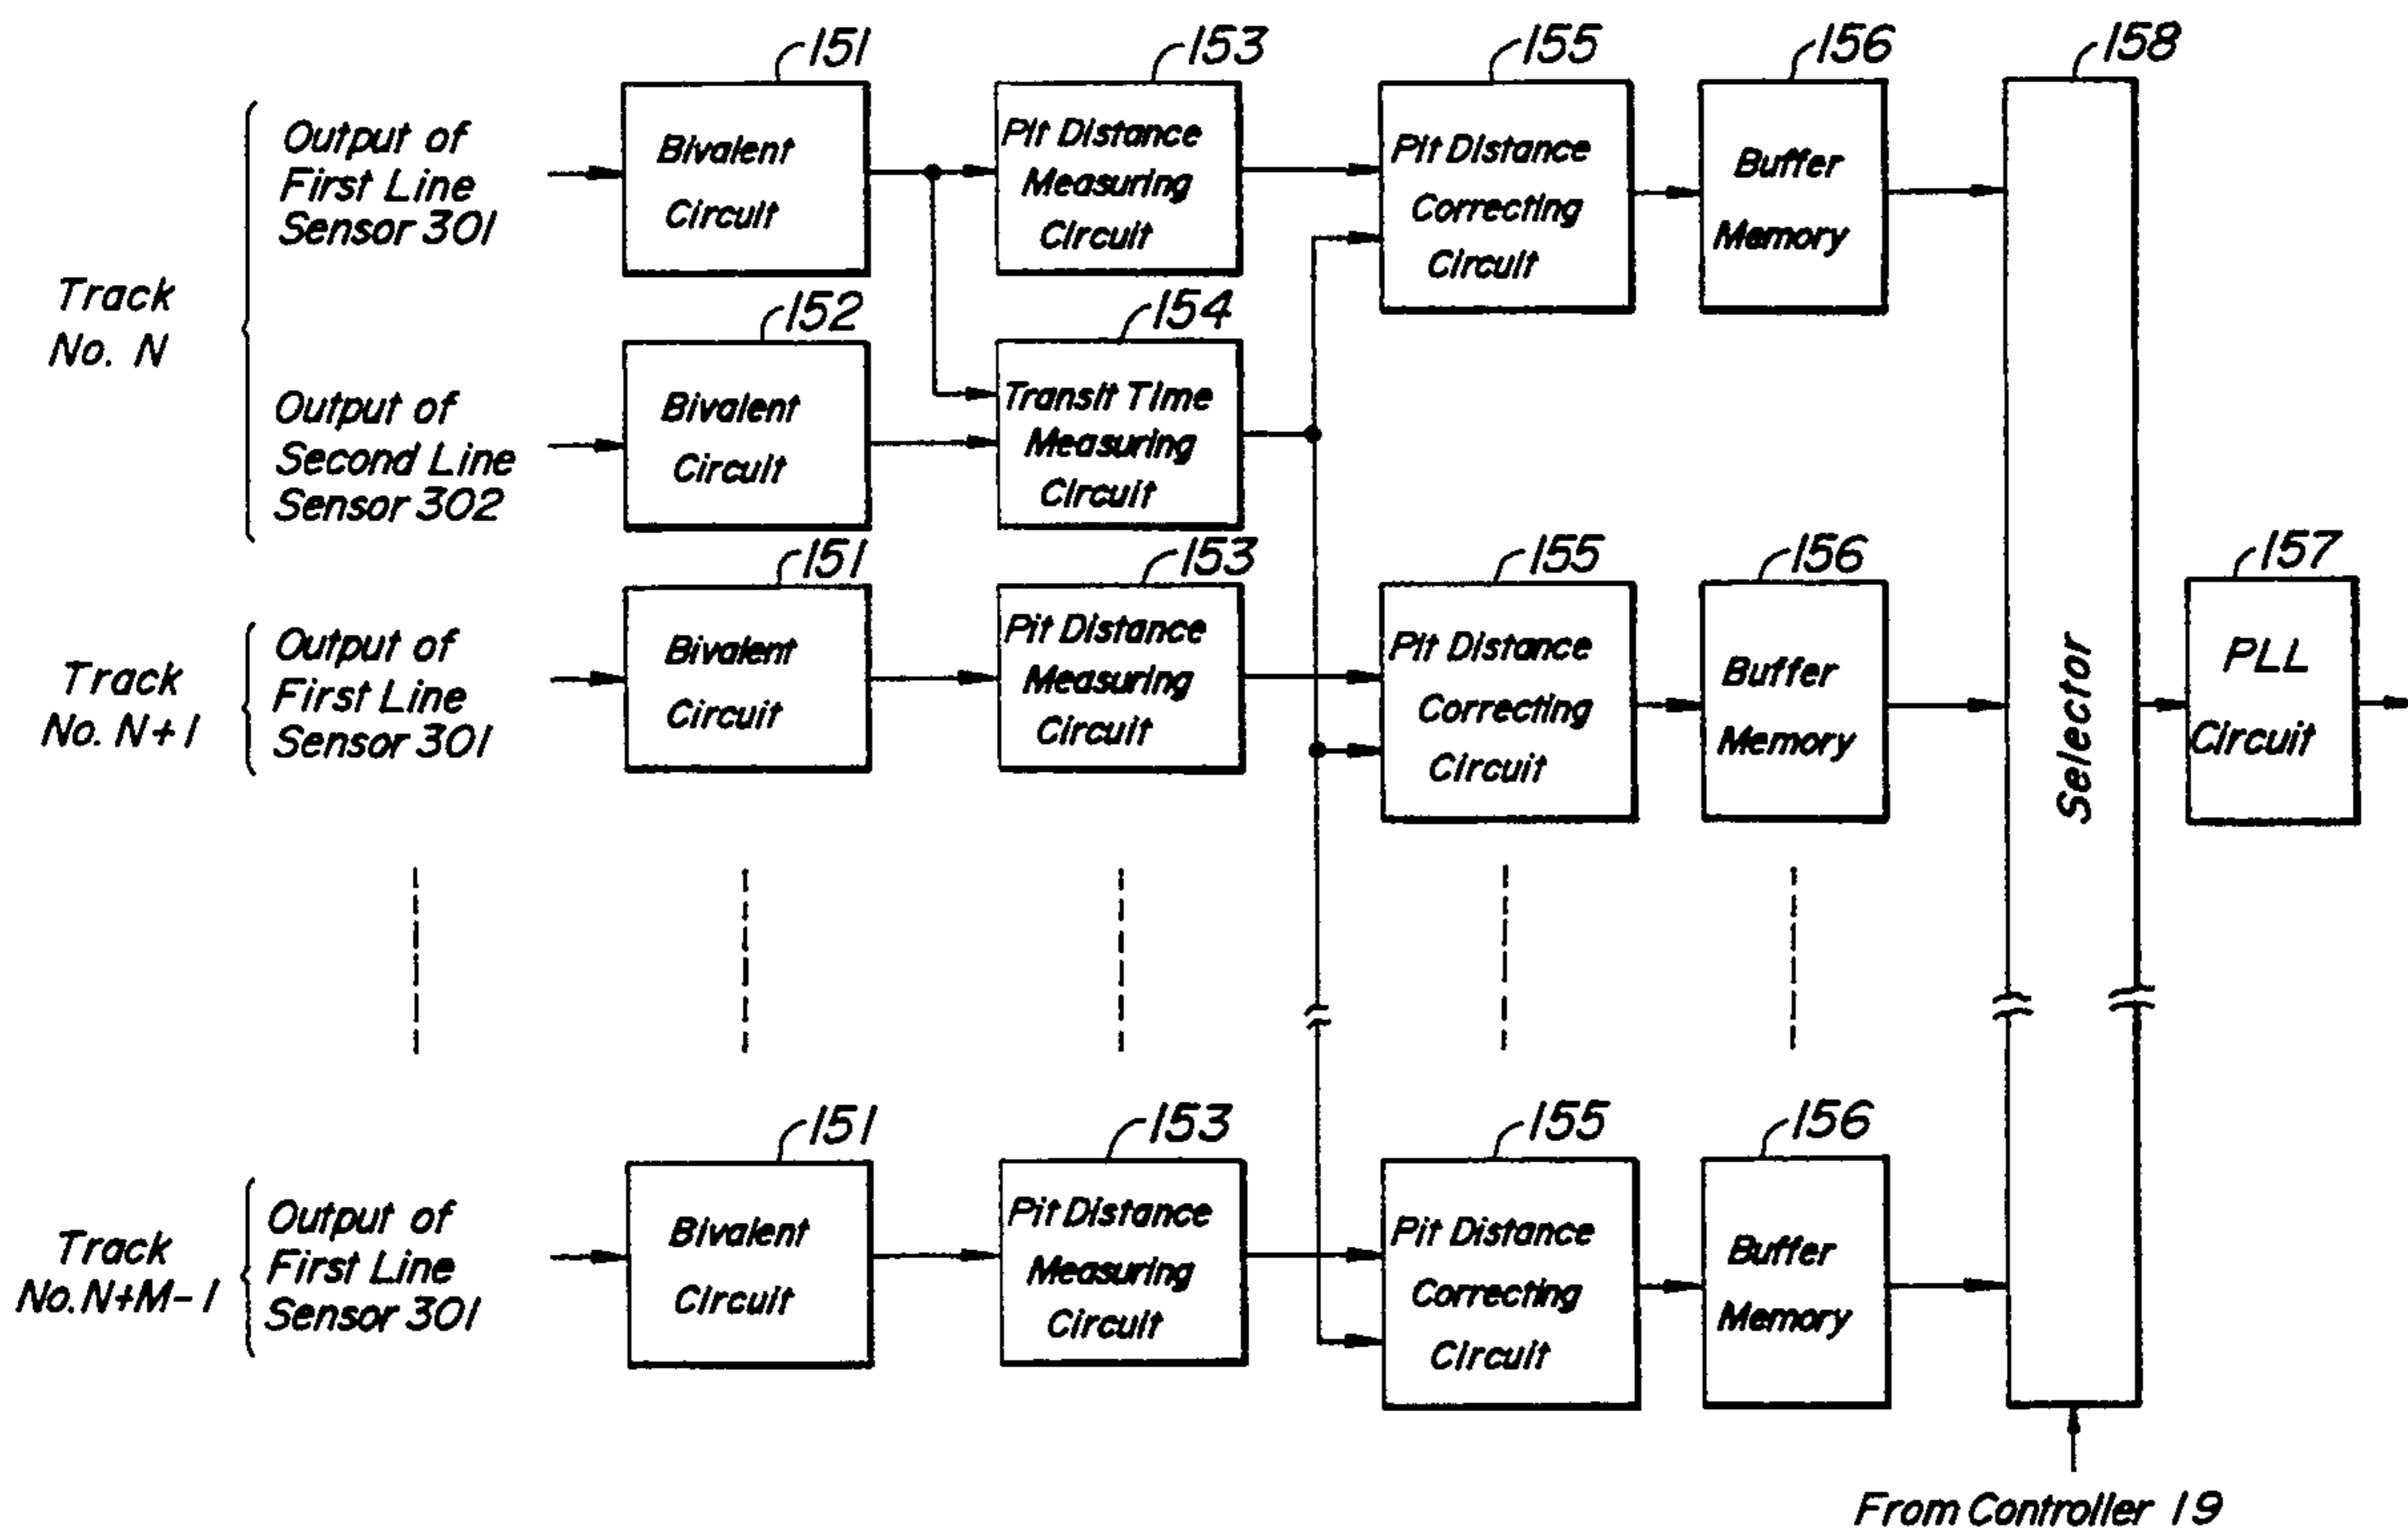 151
153
155
156
158
Output of
First Line
Sensor 301
Bivalent
Circuit
Pit Distance
Measuring
Circuit
Pit Distance
Correcting
Circuit
Buffer
Memory
Track
No. N
152
154
Output of
Second Line
Sensor 302
Bivalent
Circuit
Transit Time
Measuring
Circuit
151
153
155
156
157
Track
No. N+1
Output of
First Line
Sensor 301
Bivalent
Circuit
Pit Distance
Measuring
Circuit
Pit Distance
Correcting
Circuit
Buffer
Memory
Selector
PLL
Circuit
151
153
155
156
Track
No. N+M-1
Output of
First Line
Sensor 301
Bivalent
Circuit
Pit Distance
Measuring
Circuit
Pit Distance
Correcting
Circuit
Buffer
Memory
From Controller 19